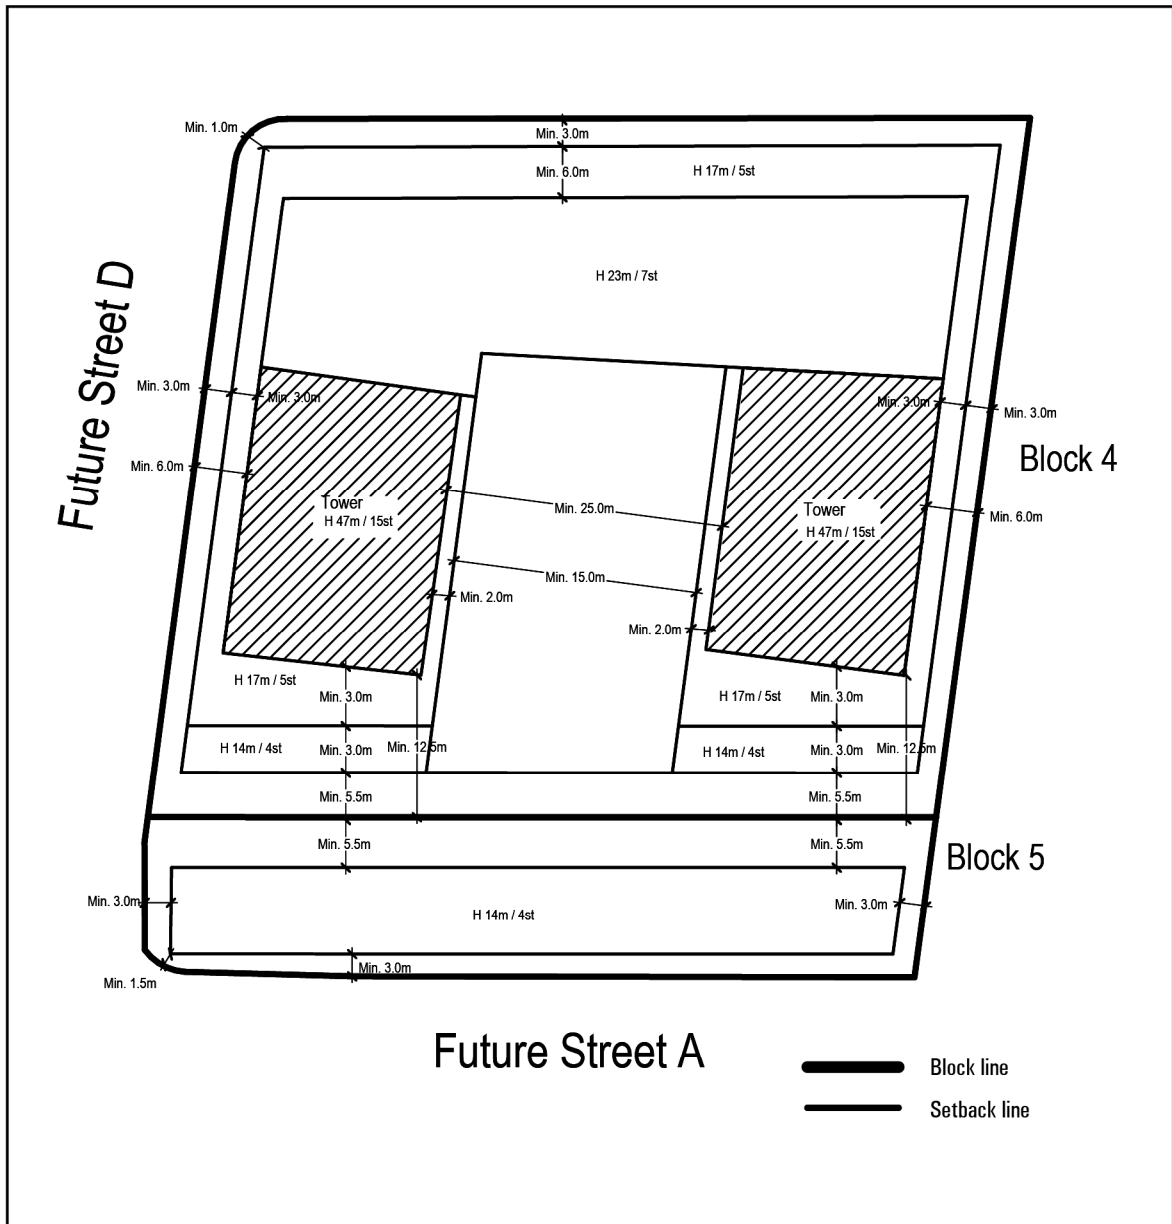 Min. 1.0m
Min. 3.0m
Min. 6.0m
H 17m / 5st
H 23m / 7st
Future Street D
Min. 3.0m
Min. 3.0m
Min. 3.0m
Min. 3.0m
Block 4
Min. 6.0m
Tower
H 47m / 15st
Min. 25.0m
Tower
H 47m / 15st
Min. 6.0m
Min. 15.0m
Min. 2.0m
Min. 2.0m
H 17m / 5st
Min. 3.0m
H 17m / 5st
Min. 3.0m
H 14m / 4st
Min. 3.0m
Min. 12.5m
H 14m / 4st
Min. 3.0m
Min. 12.5m
Min. 5.5m
Min. 5.5m
Min. 5.5m
Min. 5.5m
Block 5
Min. 3.0m
H 14m / 4st
Min. 3.0m
Min. 3.0m
Min. 1.5m
Future Street A
Block line
Setback line